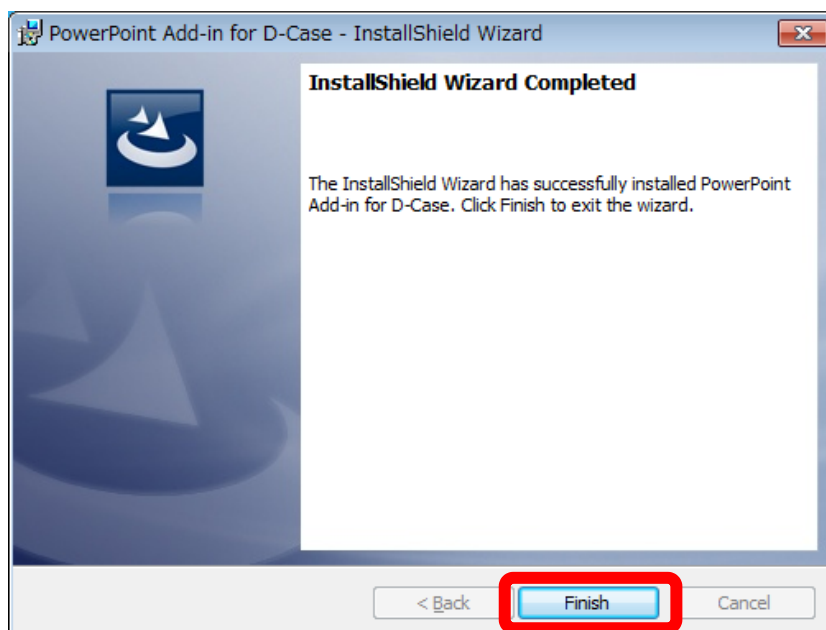 PowerPoint Add-in for D-Case - InstallShield Wizard
InstallShield Wizard Completed
The InstallShield Wizard has successfully installed PowerPoint
Add-in for D-Case. Click Finish to exit the wizard.
< Back Finish Cancel